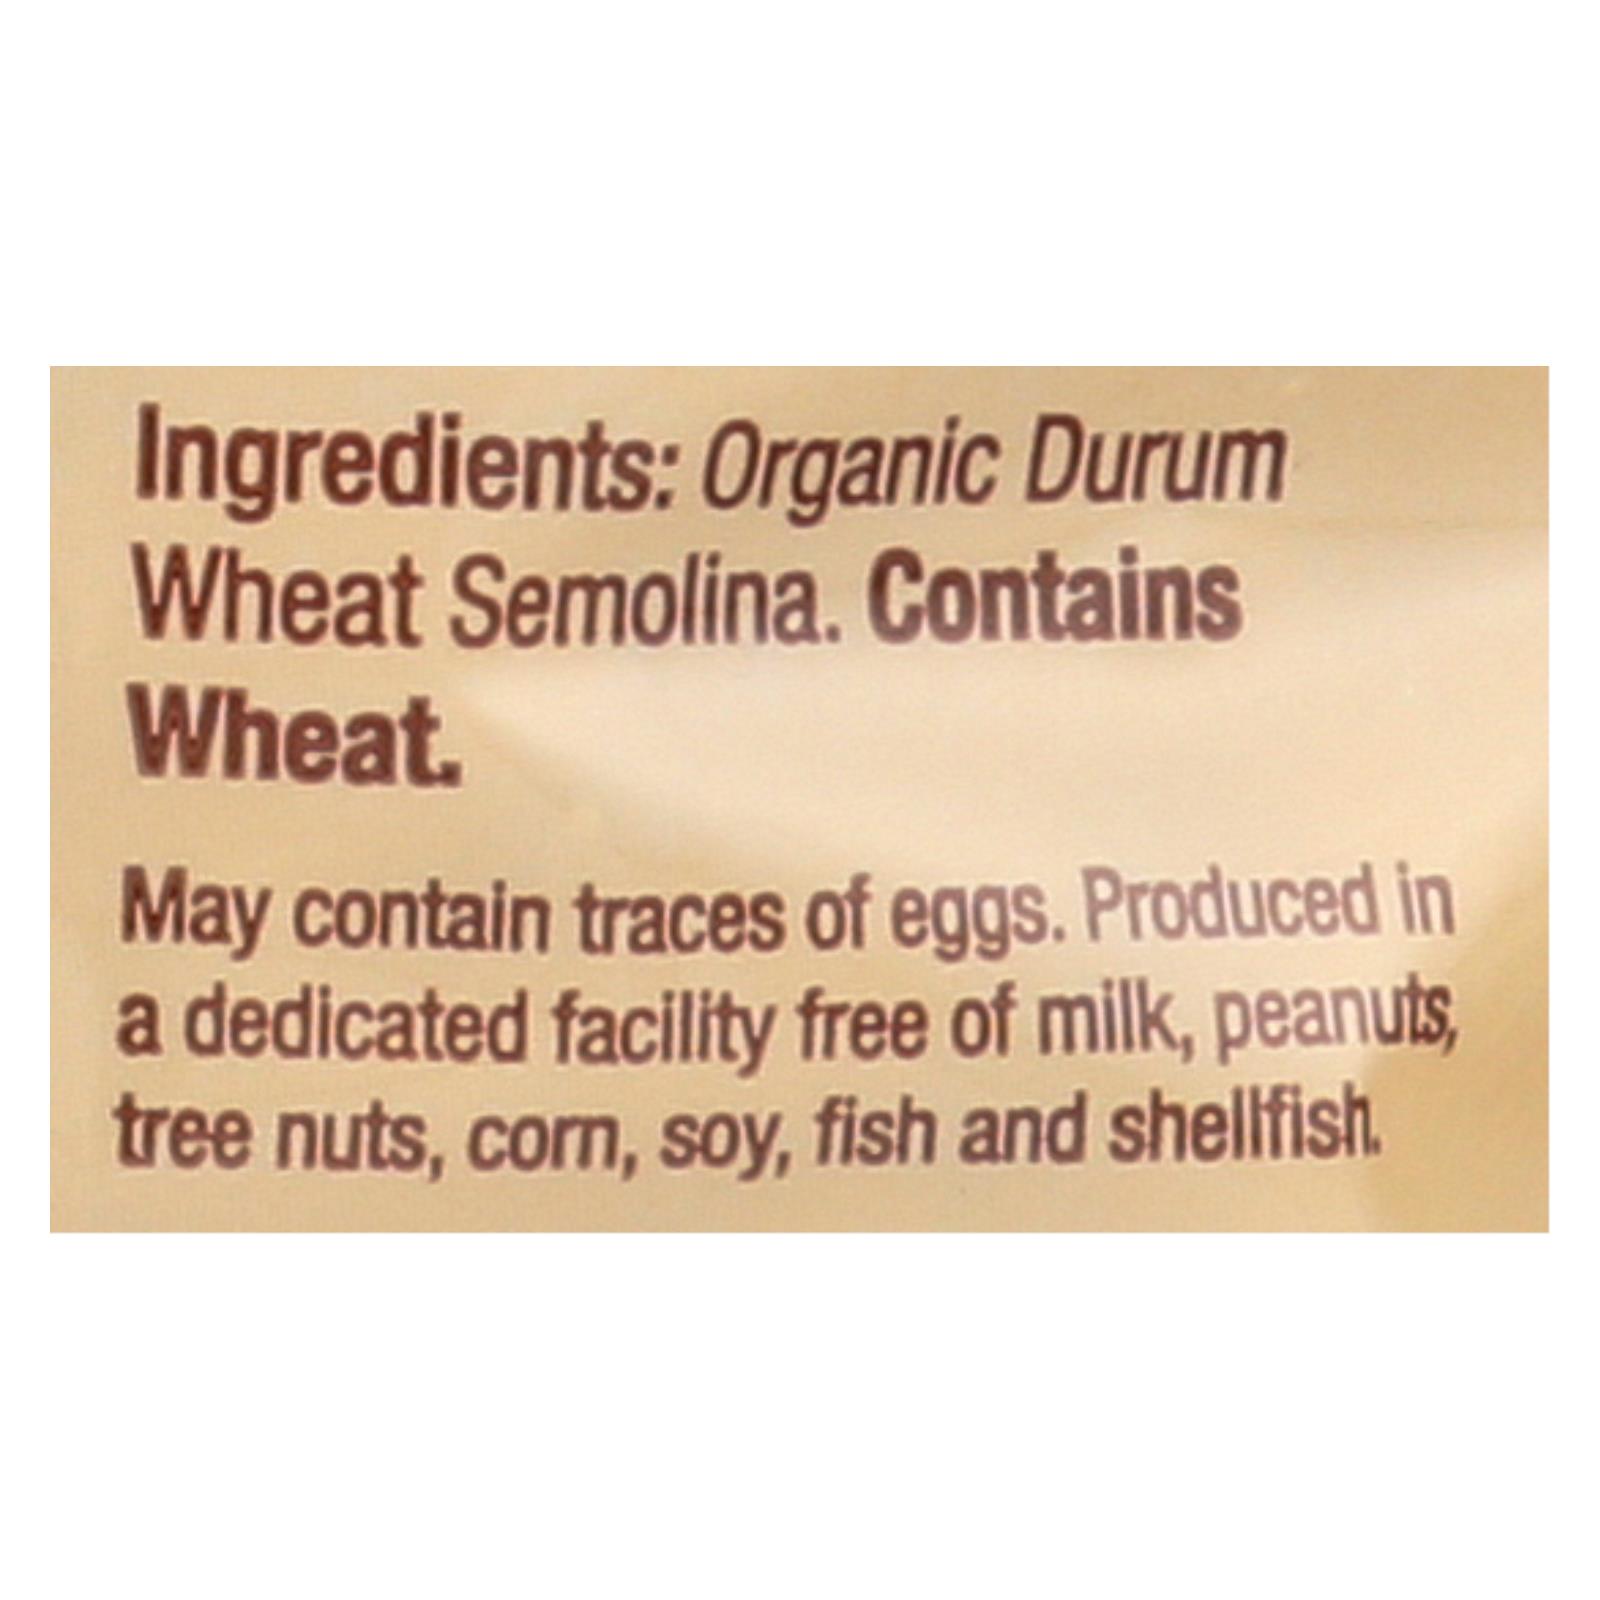 Ingredients: Organic Durum
Wheat Semolina. Contains
Wheat.
May contain traces of eggs. Produced in
a dedicated facility free of milk, peanuts,
tree nuts, corn, soy, fish and shellfish.